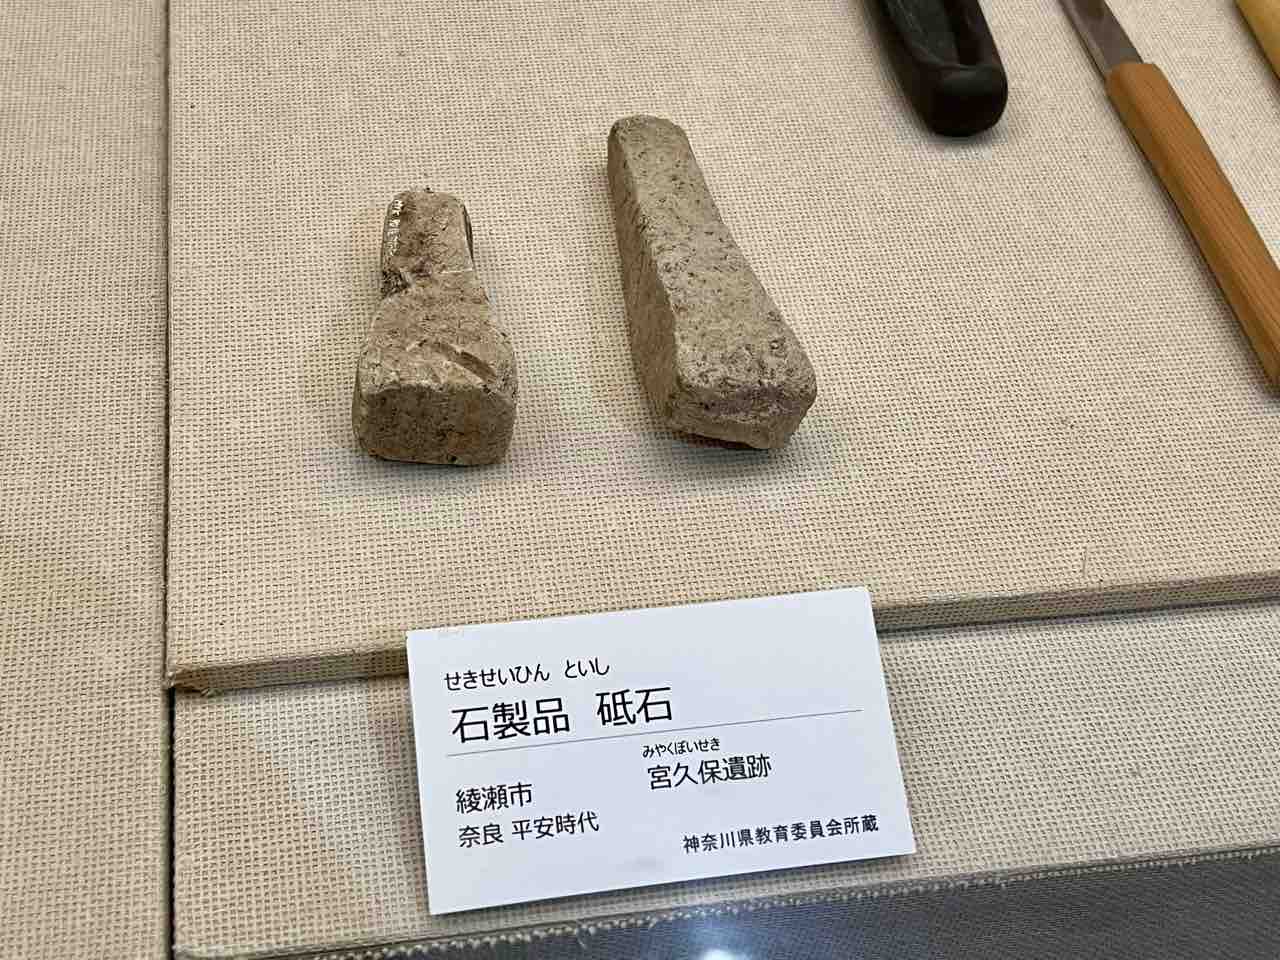 せきせいひん といし
石製品 砥石
みやくぼいせき
綾瀬市 宮久保遺跡
奈良 平安時代
神奈川県教育委員会所蔵